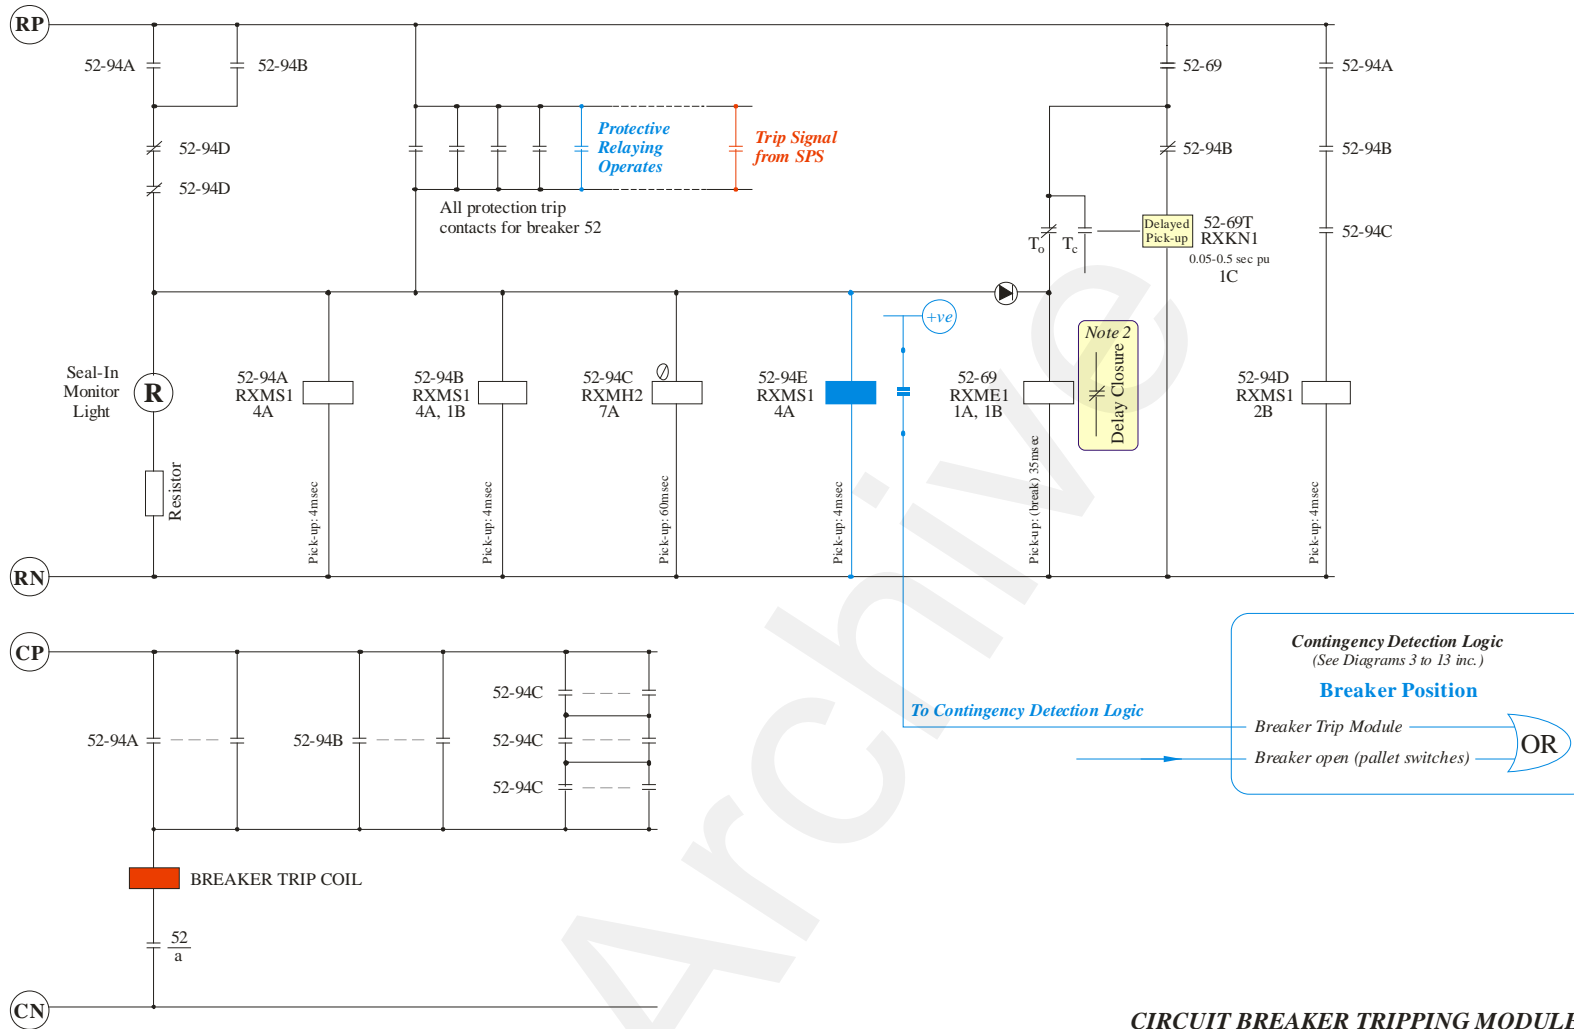 RP
52-94A
52-94B
52-69
52-94A
Protective
Relaying
Operates
Trip Signal
from SPS
52-94D
52-94D
52-94B
52-94B
All protection trip
contacts for breaker 52
To
Tc
Delayed
Pick-up
52-69T
RXKN1
0.05-0.5 sec pu
1C
52-94C
+ve
Note 2
Delay Closure
Seal-In
Monitor
Light
R
52-94A
RXMS1
4A
52-94B
RXMS1
4A, 1B
52-94C
RXMH2
7A
52-94E
RXMS1
4A
52-69
RXME1
1A, 1B
52-94D
RXMS1
2B
Resistor
Pick-up: 4msec
Pick-up: 4msec
Pick-up: 60msec
Pick-up: 4msec
Pick-up: (break) 35msec
Pick-up: 4msec
RN
CP
52-94A
52-94B
52-94C
52-94C
52-94C
To Contingency Detection Logic
Contingency Detection Logic
(See Diagrams 3 to 13 inc.)
Breaker Position
Breaker Trip Module
Breaker open (pallet switches)
OR
BREAKER TRIP COIL
52
a
CN
CIRCUIT BREAKER TRIPPING MODULE
Archive